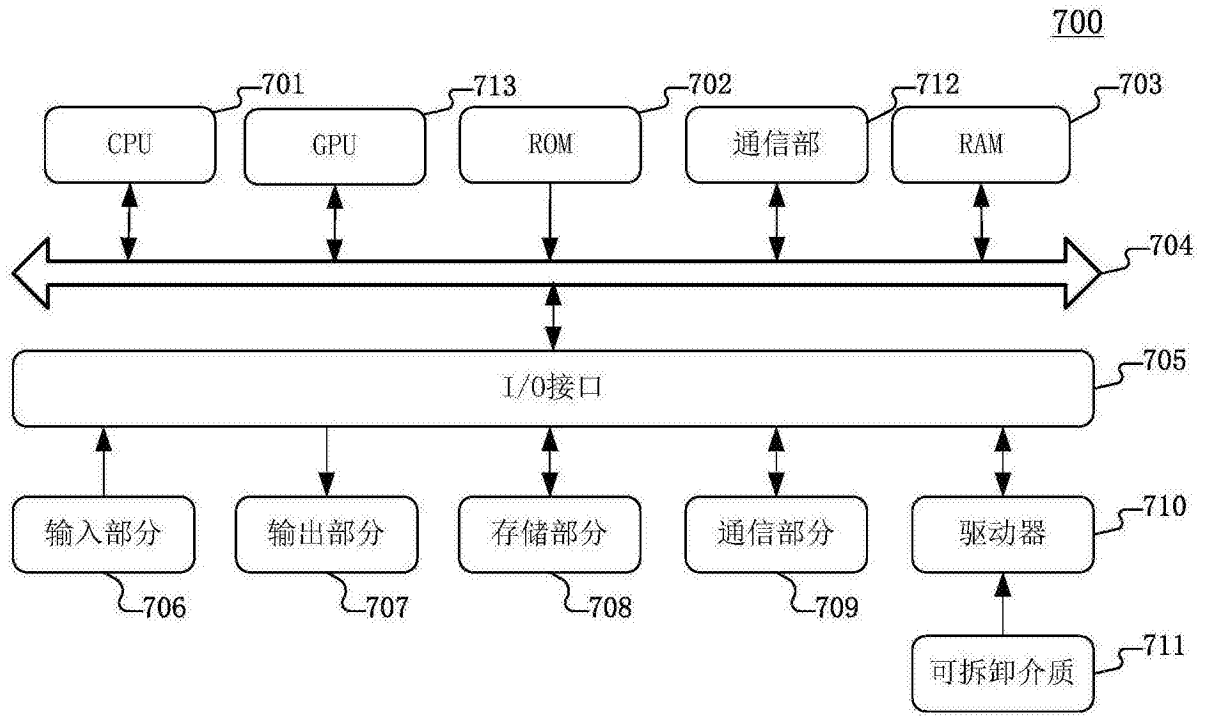 700
701
713
702
712
703
CPU
GPU
ROM
通信部
RAM
704
705
I/O接口
输入部分
输出部分
存储部分
通信部分
驱动器
710
706
707
708
709
711
可拆卸介质